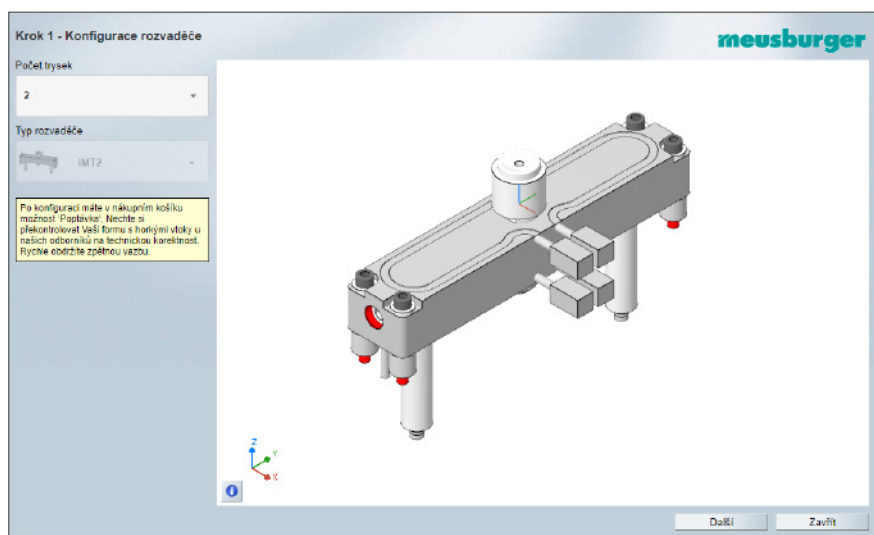 Krok 1 - Konfigurace rozvaděče
meusburger
Počet trysek
2
Typ rozvaděče
IMT2
Po konfiguraci máte v nákupním košíku
možnost 'Poptávka', Nechte si
překontrolovat Vaší formu s horkými vtoky u
našich odborníků na technickou korektnost.
Rychle obdržíte zpětnou vazbu.
Z
Y
X
Další
Zavřít